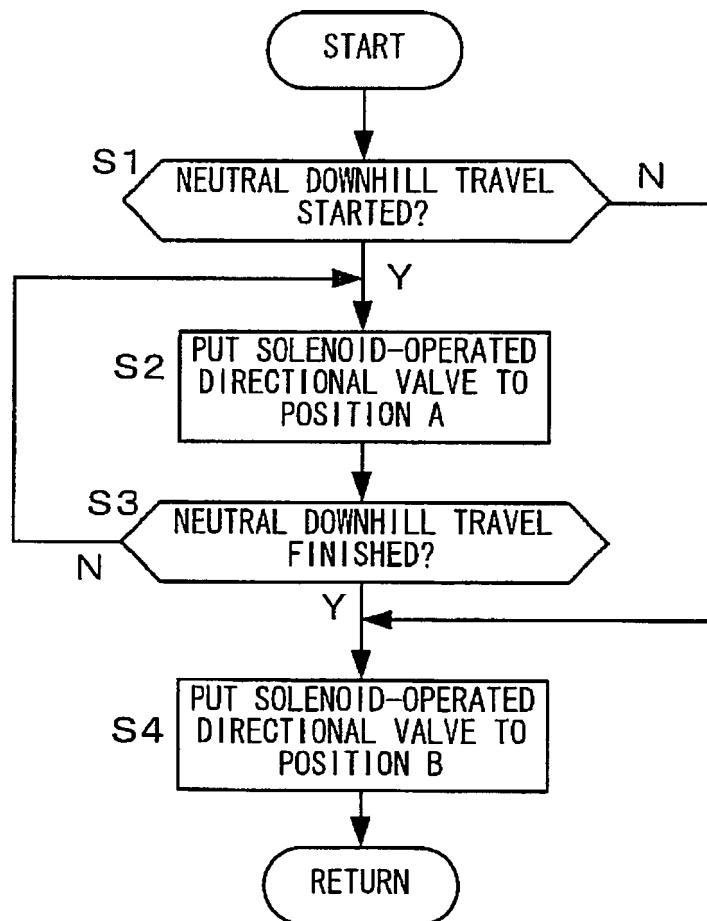 START
S1
NEUTRAL DOWNHILL TRAVEL
STARTED?
N
Y
S2
PUT SOLENOID-OPERATED
DIRECTIONAL VALVE TO
POSITION A
S3
NEUTRAL DOWNHILL TRAVEL
FINISHED?
N
Y
S4
PUT SOLENOID-OPERATED
DIRECTIONAL VALVE TO
POSITION B
RETURN